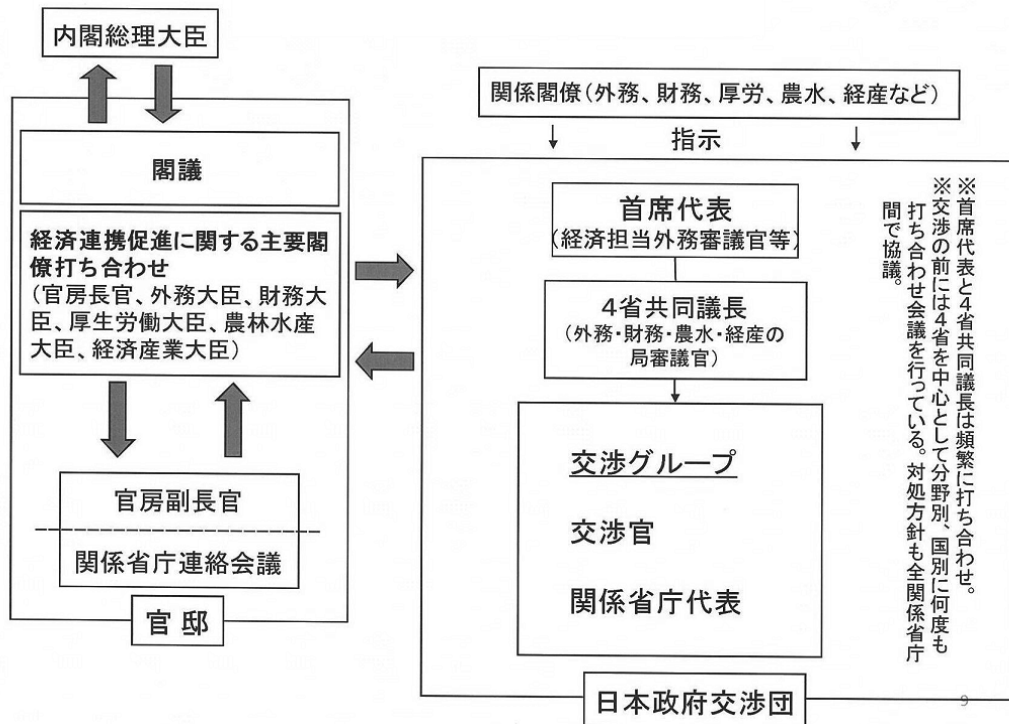 内閣総理大臣
閣議
経済連携促進に関する主要閣
僚打ち合わせ
(官房長官、外務大臣、財務大
臣、厚生労働大臣、農林水産
大臣、経済産業大臣)
官房副長官
関係省庁連絡会議
官邸
関係閣僚(外務、財務、厚労、農水、経産など)
指示
首席代表
(経済担当外務審議官等)
4省共同議長
(外務・財務・農水・経産の
局審議官)
交渉グループ
交渉官
関係省庁代表
※首席代表と4省共同議長は頻繁に打ち合わせ。
※交渉の前には4省を中心として分野別、国別に何度も
打ち合わせ会議を行っている。対処方針も全関係省庁
間で協議。
日本政府交渉団
9